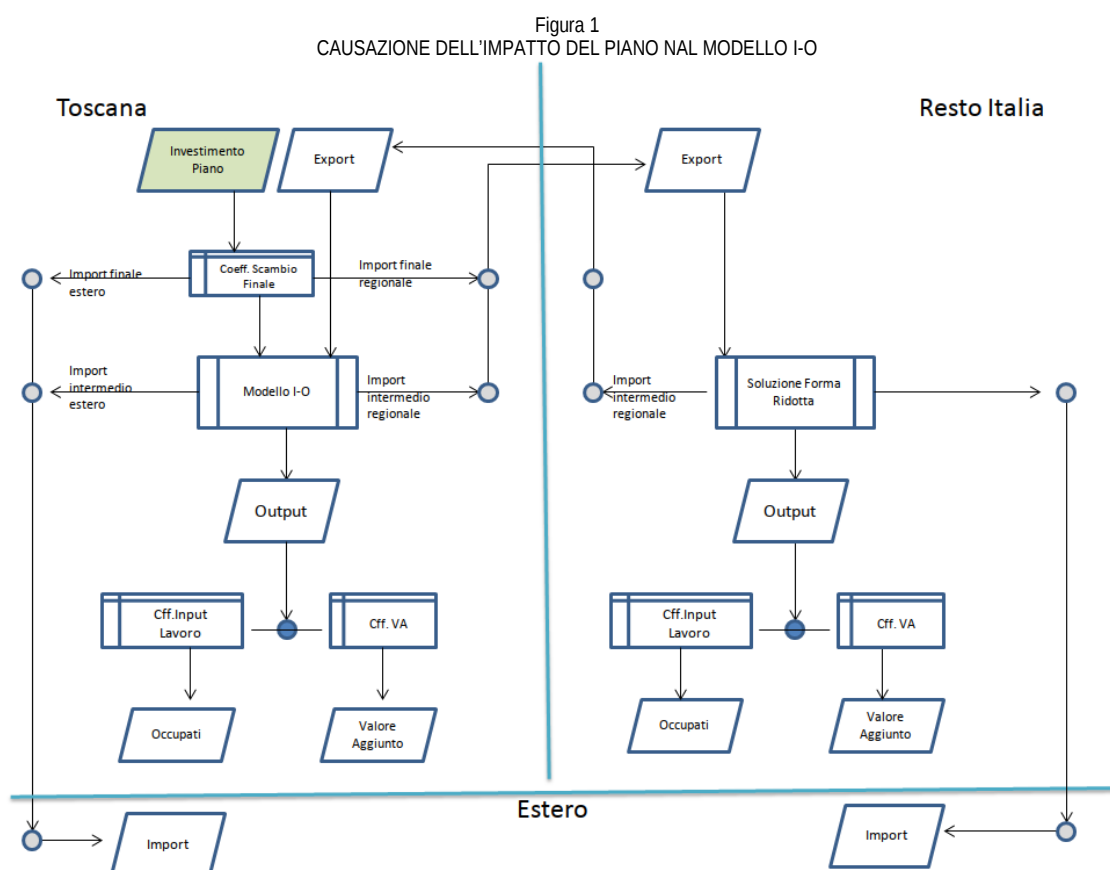 Figura 1
CAUSAZIONE DELL'IMPATTO DEL PIANO NAL MODELLO I-O
Toscana
Resto Italia
Investimento
Piano
Export
Export
Coeff. Scambio
Finale
Import finale
estero
Import finale
regionale
Import
intermedio
estero
Modello I-O
Import
intermedio
regionale
Import
intermedio
regionale
Soluzione Forma
Ridotta
Output
Output
Cff.Input
Lavoro
Cff. VA
Cff.Input
Lavoro
Cff. VA
Occupati
Valore
Aggiunto
Occupati
Valore
Aggiunto
Estero
Import
Import